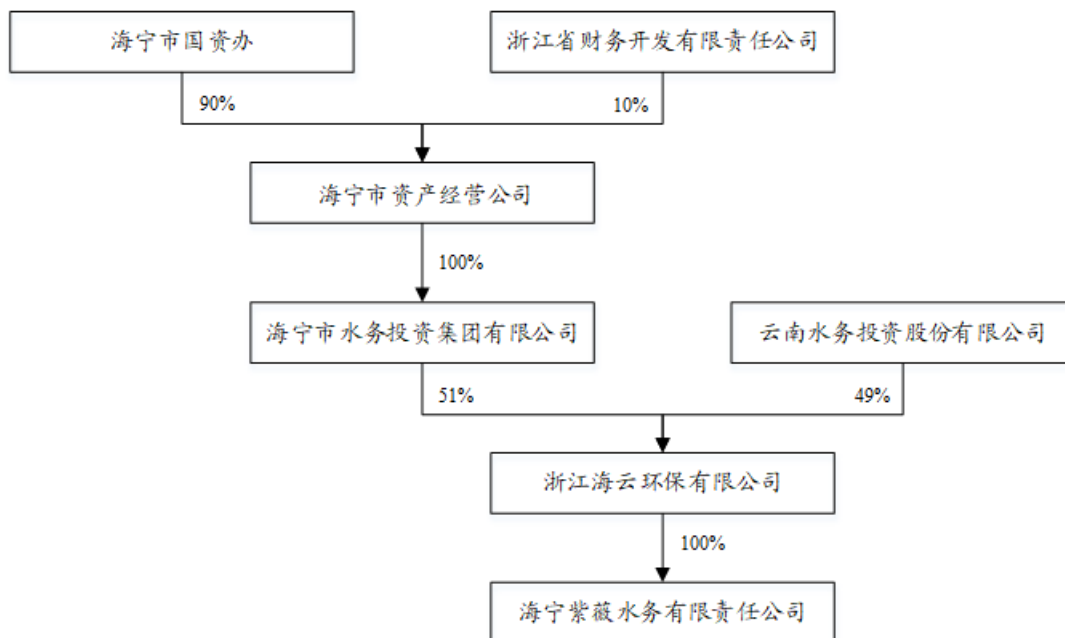 海宁市国资办
浙江省财务开发有限责任公司
90%
10%
海宁市资产经营公司
100%
海宁市水务投资集团有限公司
云南水务投资股份有限公司
51%
49%
浙江海云环保有限公司
100%
海宁紫薇水务有限责任公司